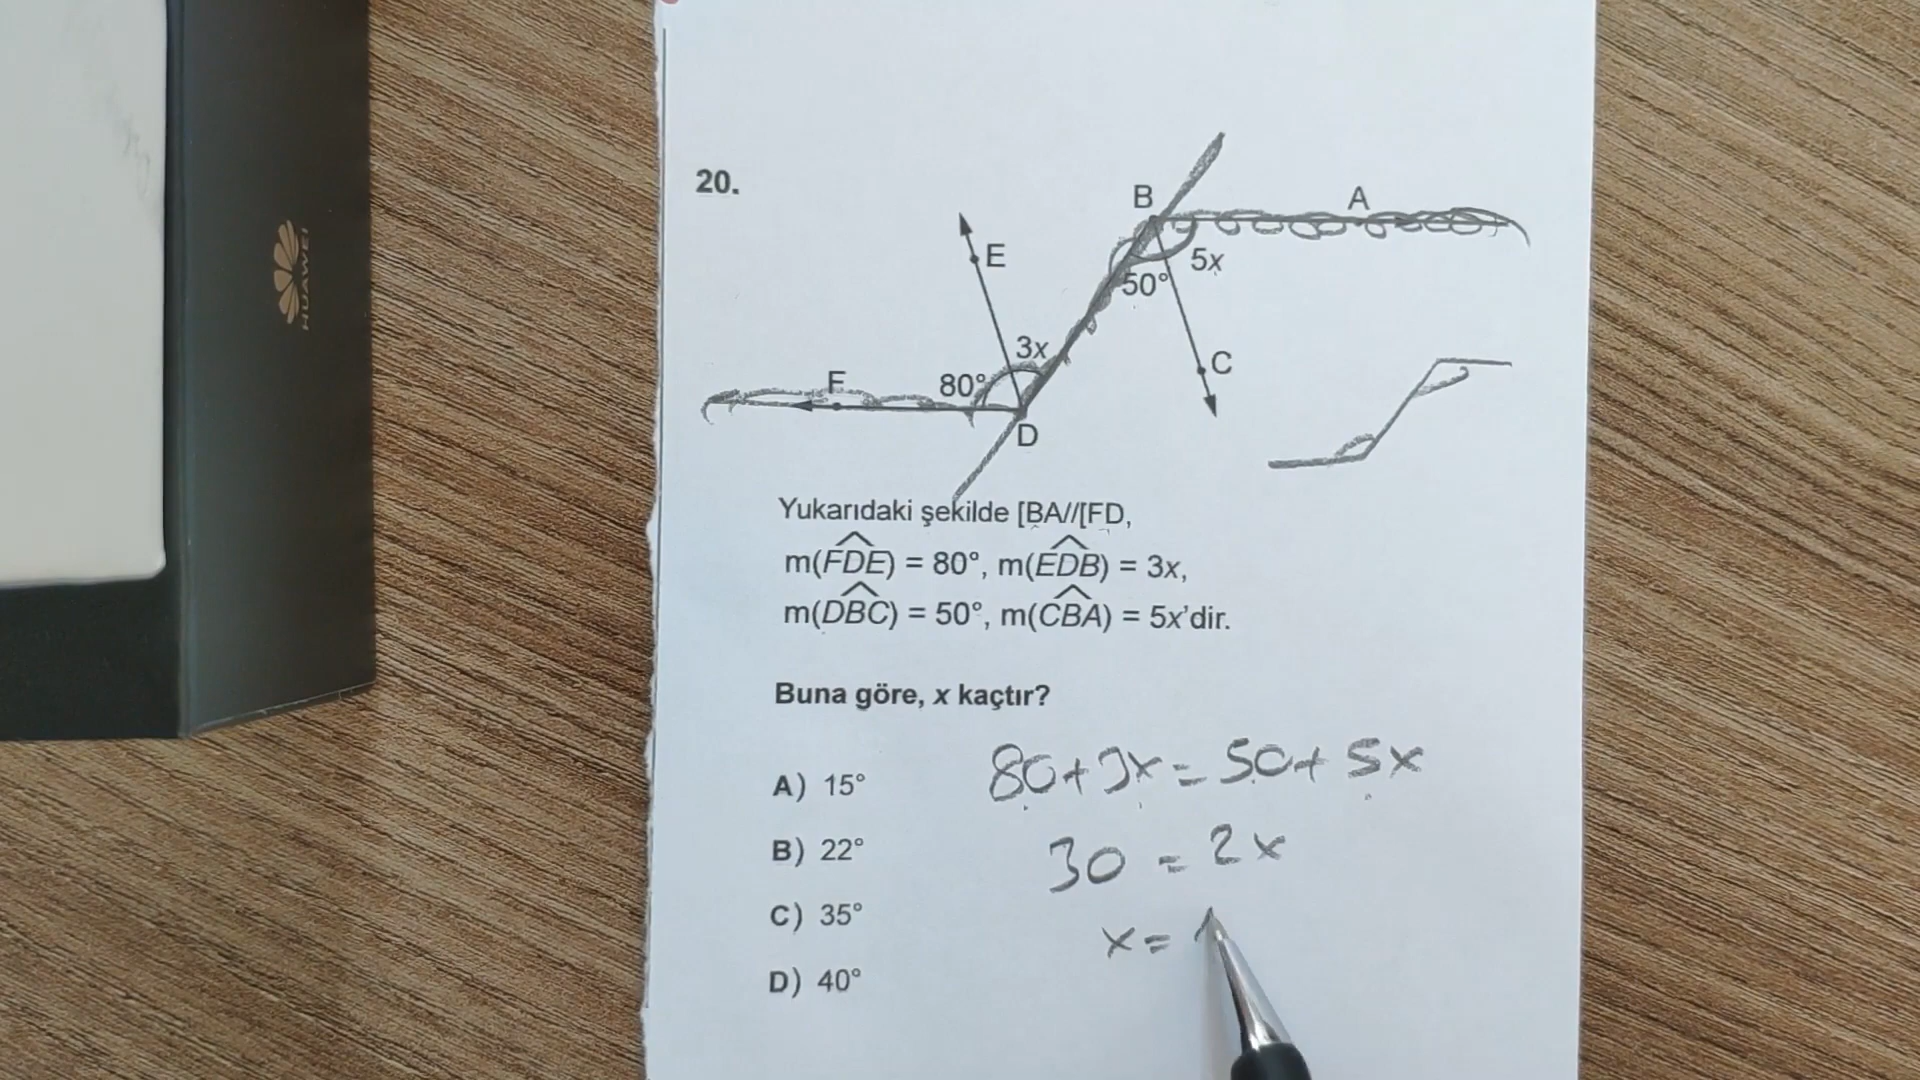 HUAWEI
20.
B
A
E
5x
50°
3x
C
F
80°
D
Yukarıdaki şekilde [BA//[FD,
m(FDE) = 80°, m(EDB) = 3x,
m(DBC) = 50°, m(CBA) = 5x'dir.
Buna göre, x kaçtır?
A) 15°
B) 22°
C) 35°
D) 40°
80+3x=50+5x
30 = 2x
x = 1